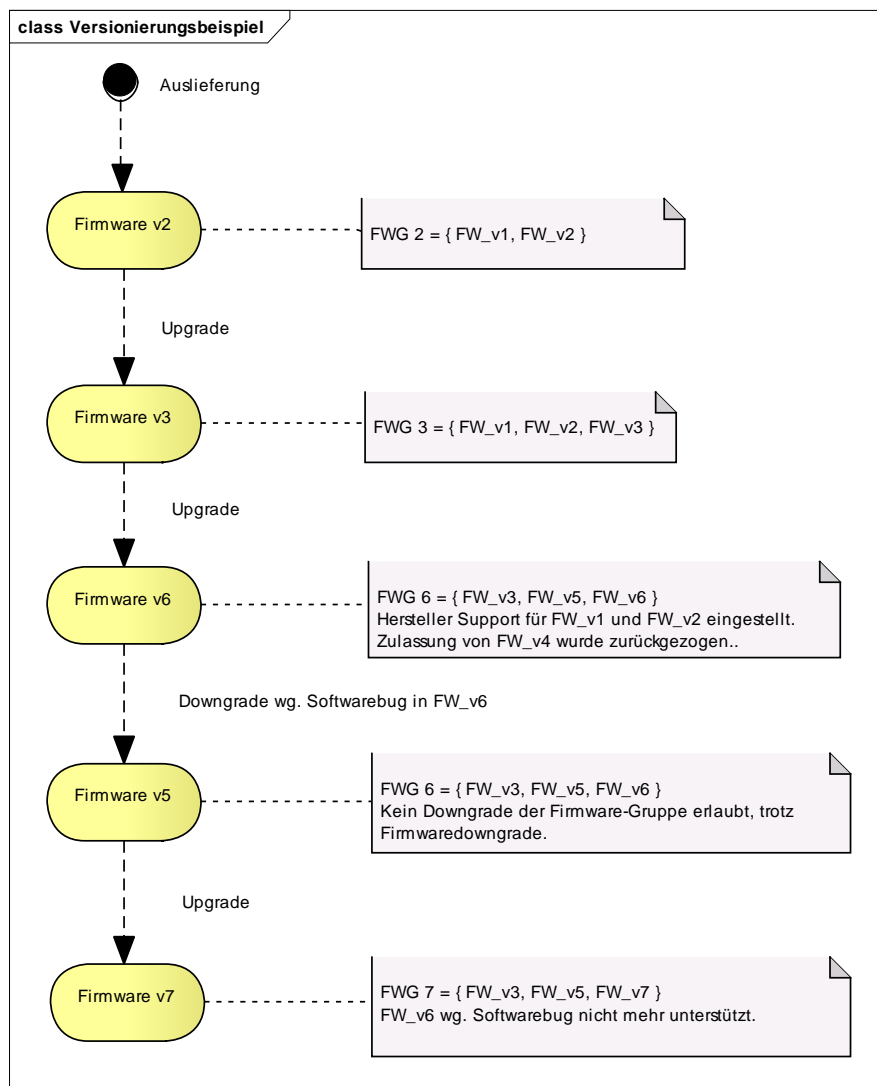 class Versionierungsbeispiel
Auslieferung
Firmware v2
FWG 2 = { FW_v1, FW_v2 }
Upgrade
Firmware v3
FWG 3 = { FW_v1, FW_v2, FW_v3 }
Upgrade
Firmware v6
FWG 6 = { FW_v3, FW_v5, FW_v6 }
Hersteller Support für FW_v1 und FW_v2 eingestellt.
Zulassung von FW_v4 wurde zurückgezogen..
Downgrade wg. Softwarebug in FW_v6
Firmware v5
FWG 6 = { FW_v3, FW_v5, FW_v6 }
Kein Downgrade der Firmware-Gruppe erlaubt, trotz
Firmwaredowngrade.
Upgrade
Firmware v7
FWG 7 = { FW_v3, FW_v5, FW_v7 }
FW_v6 wg. Softwarebug nicht mehr unterstützt.